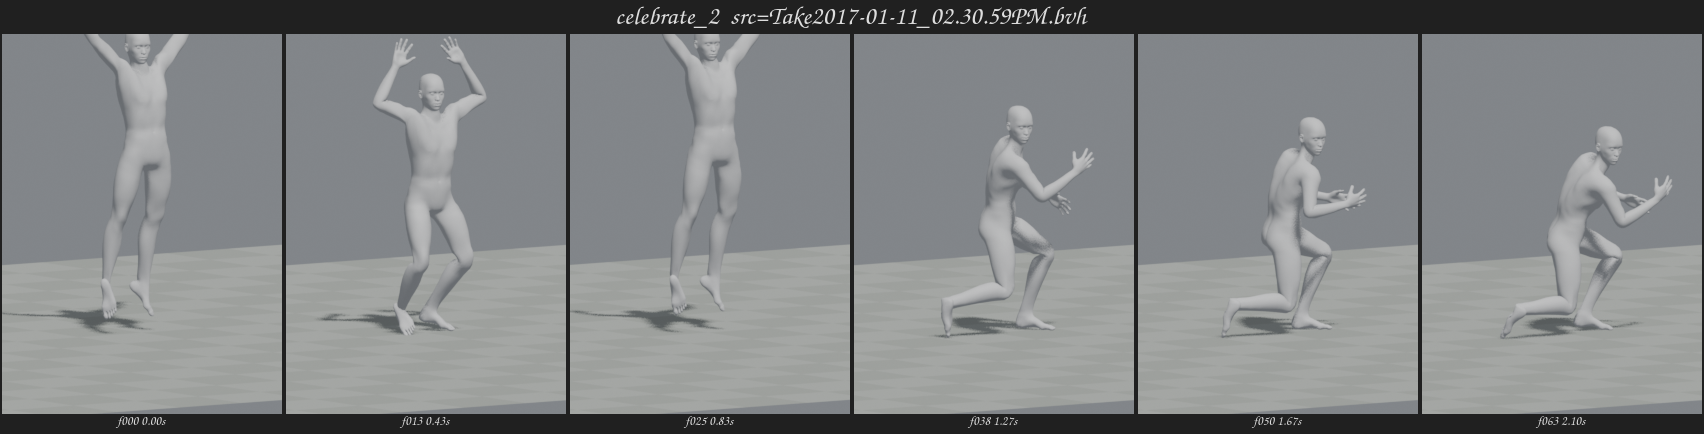 celebrate_2 src=Take2017-01-11_02.30.59PM.bvh
f000 0.00s
f013 0.43s
f025 0.83s
f038 1.27s
f050 1.67s
f063 2.10s